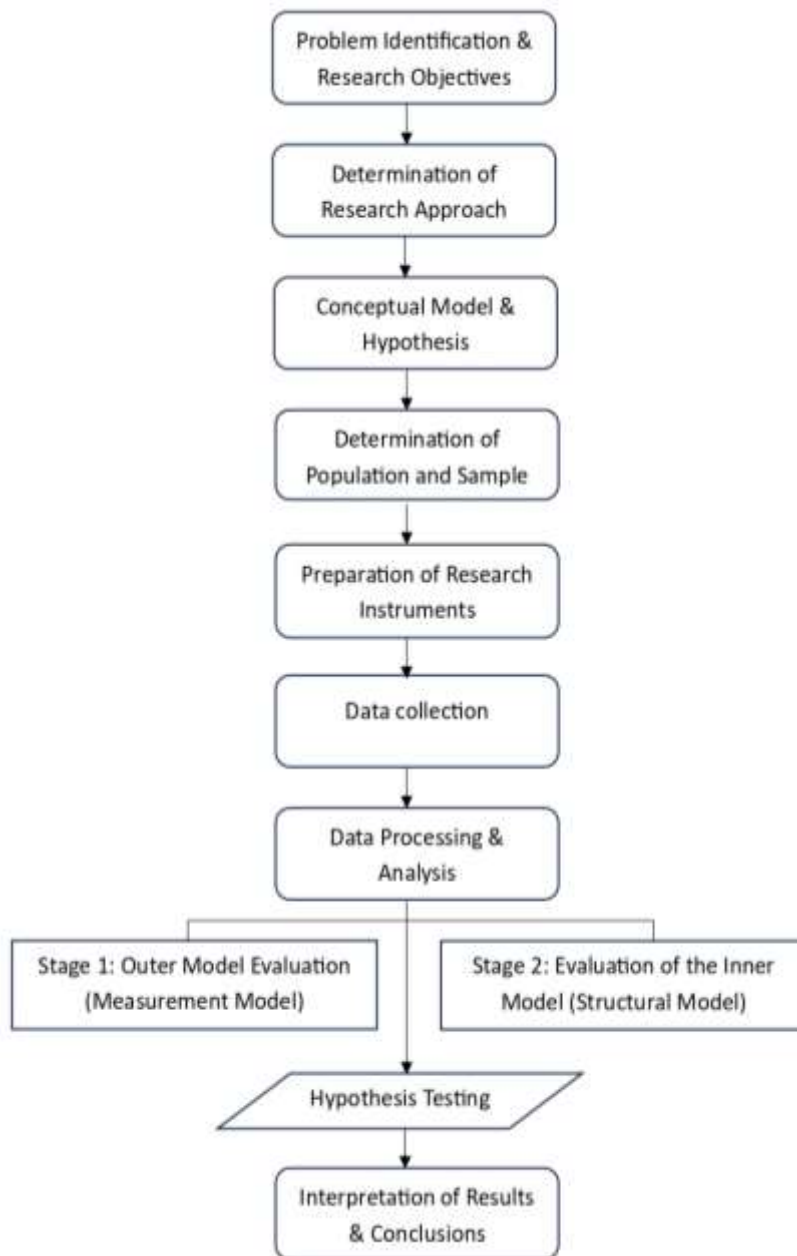 Problem Identification &
Research Objectives
Determination of
Research Approach
Conceptual Model &
Hypothesis
Determination of
Population and Sample
Preparation of Research
Instruments
Data collection
Data Processing &
Analysis
Stage 1: Outer Model Evaluation
(Measurement Model)
Stage 2: Evaluation of the Inner
Model (Structural Model)
Hypothesis Testing
Interpretation of Results
& Conclusions